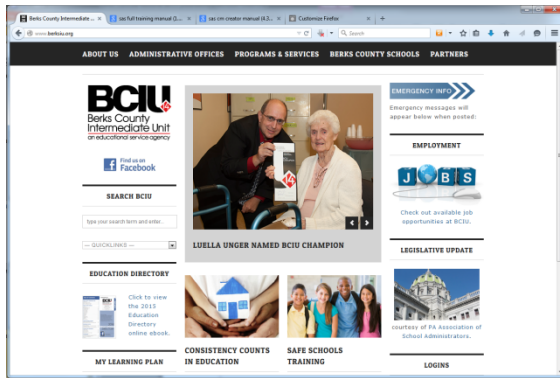 Berks County Intermediate ...
sas full training manual (1....
sas cm creator manual (4.2...
Customize Firefox
www.berksiu.org
Search
ABOUT US
ADMINISTRATIVE OFFICES
PROGRAMS & SERVICES
BERKS COUNTY SCHOOLS
PARTNERS
BCIU
14
Berks County
Intermediate Unit
an educational service agency
Find us on
Facebook
SEARCH BCIU
type your search term and enter...
— QUICKLINKS —
EDUCATION DIRECTORY
Click to view
the 2015
Education
Directory
online ebook.
MY LEARNING PLAN
LUELLA UNGER NAMED BCIU CHAMPION
CONSISTENCY COUNTS
IN EDUCATION
SAFE SCHOOLS
TRAINING
EMERGENCY INFO
Emergency messages will
appear below when posted:
EMPLOYMENT
JOBS
Check out available job
opportunities at BCIU.
LEGISLATIVE UPDATE
courtesy of PA Association of
School Administrators.
LOGINS